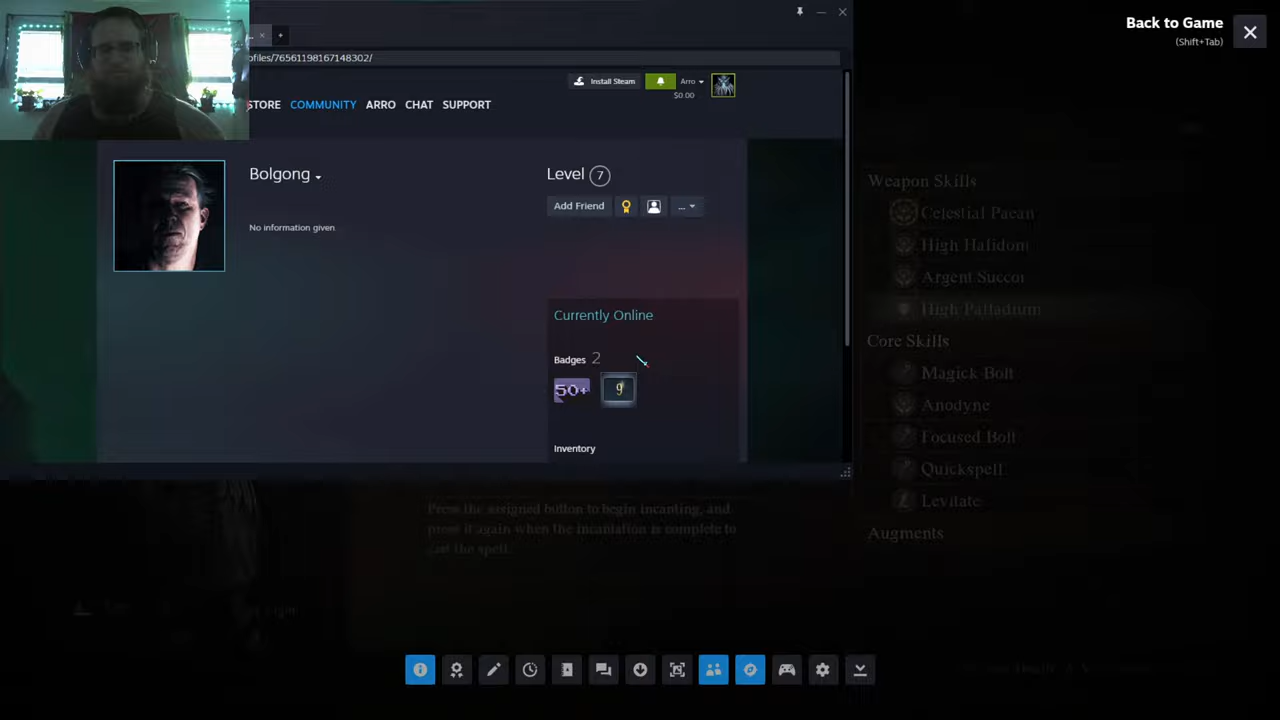 Back to Game
(Shift+Tab)
ofiles/76561198167148302/
Install Steam
Arro
$0.00
STORE
COMMUNITY
ARRO
CHAT
SUPPORT
Bolgong
Level 7
Add Friend
...
No information given
Currently Online
Badges 2
50+
9
Inventory
Weapon Skills
Celestial Paean
High Halidom
Argent Succor
High Palladium
Core Skills
Magick Bolt
Anodyne
Focused Bolt
Quickspell
Levitate
Augments
Press the assigned button to begin incanting, and
press it again when the incantation is complete to
cast the spell.